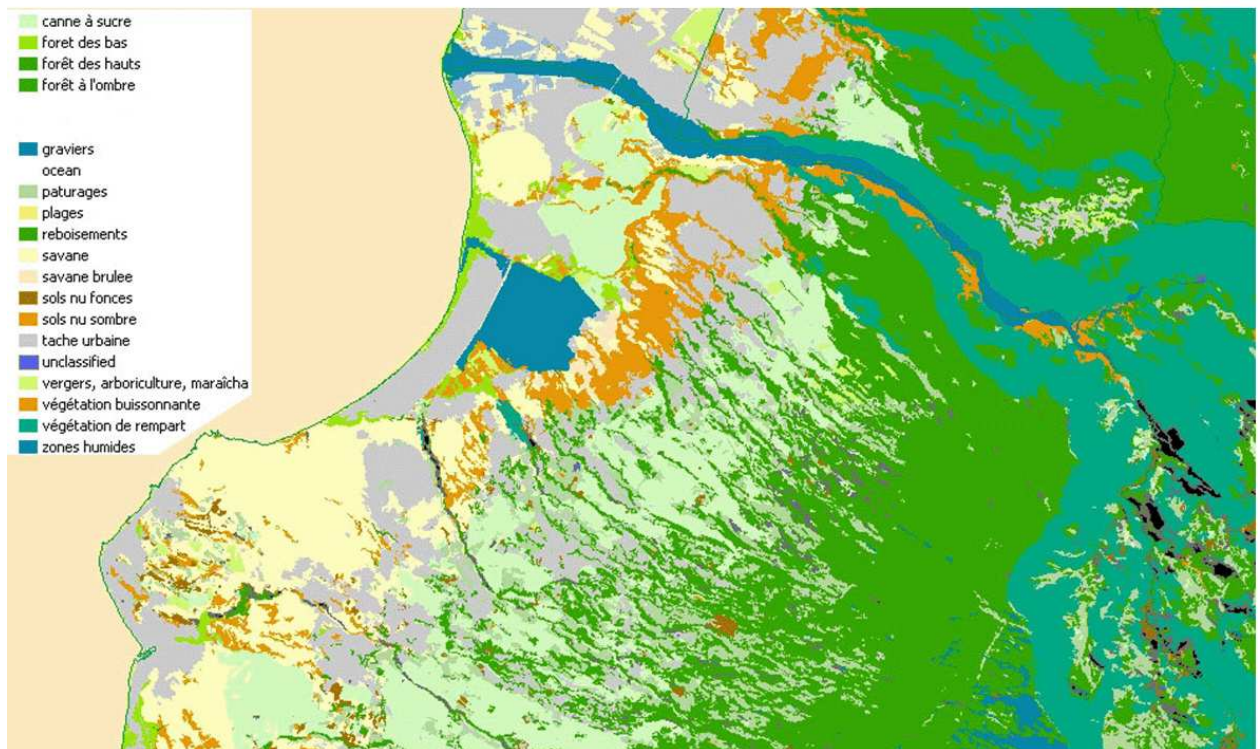 canne à sucre
foret des bas
forêt des hauts
forêt à l'ombre
graviers
ocean
paturages
plages
reboisements
savane
savane brulee
sols nu fonces
sols nu sombre
tache urbaine
unclassified
vergers, arboriculture, maraîcha
végétation buissonnante
végétation de rempart
zones humides